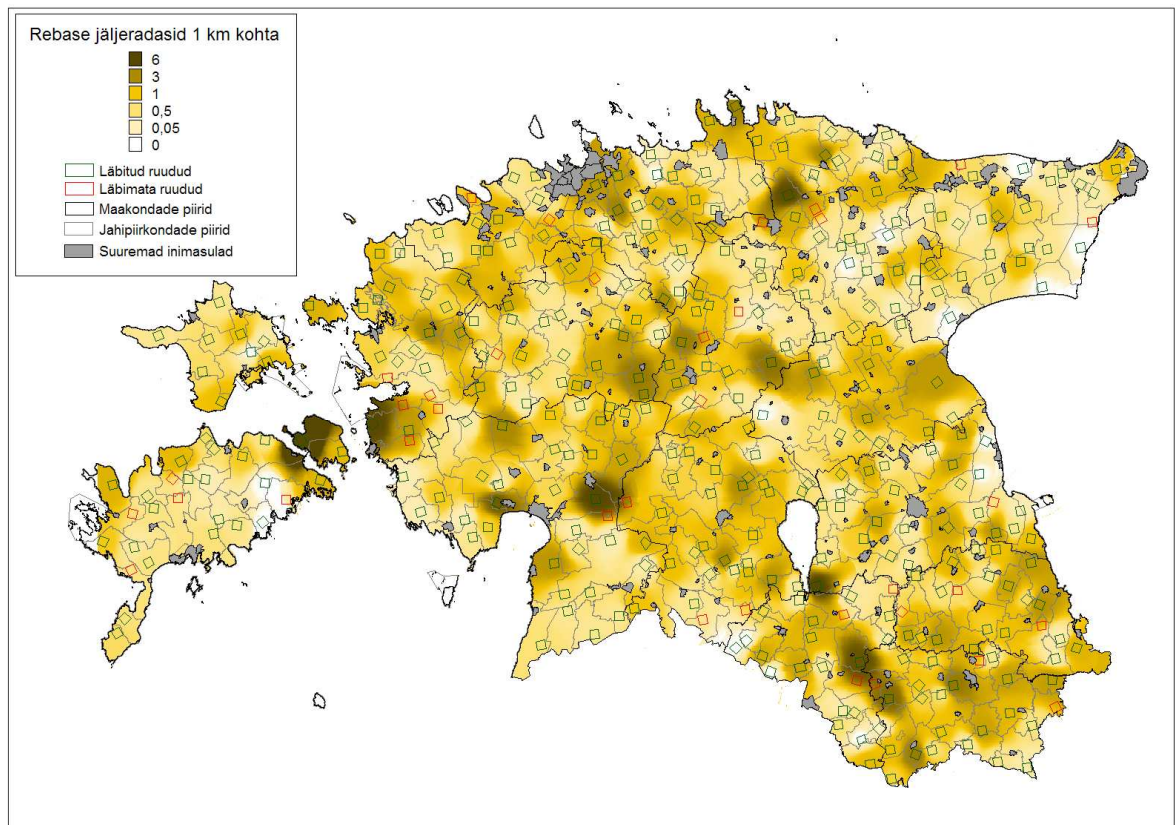 Rebase jäljeradasid 1 km kohta
6
3
1
0,5
0,05
0
Läbitud ruudud
Läbimata ruudud
Maakondade piirid
Jahipiirkondade piirid
Suuremad inimasulad